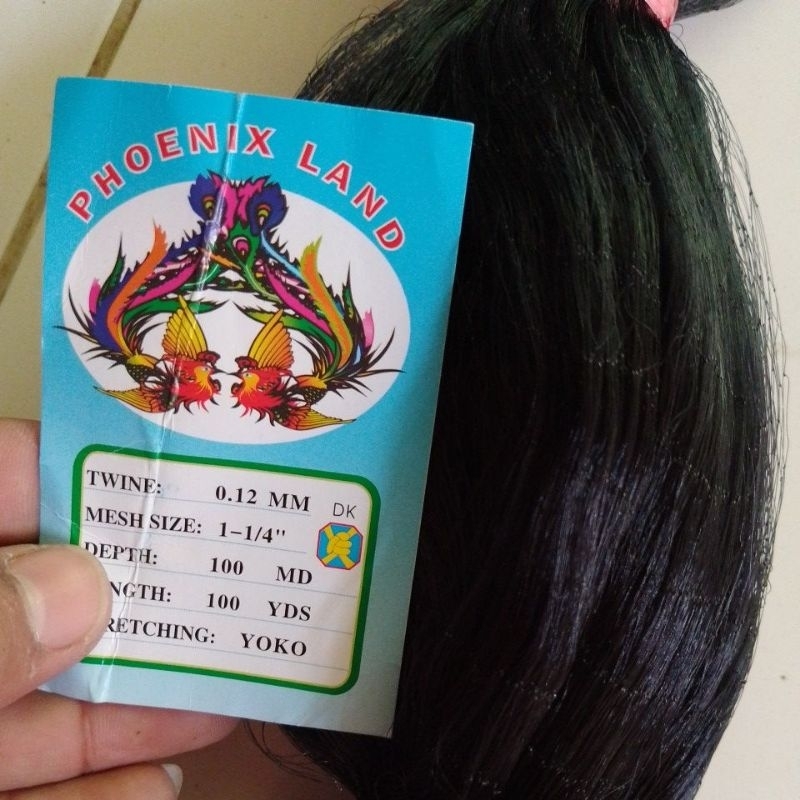 PHOENIX LAND
TWINE: 0.12 MM
DK
MESH SIZE: 1-1/4"
DEPTH: 100 MD
NGTH: 100 YDS
RETCHING: YOKO